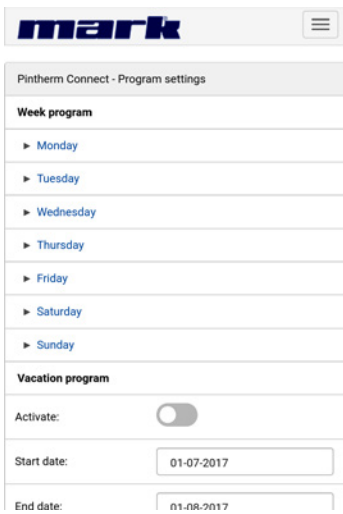 mark
Pintherm Connect - Program settings
Week program
► Monday
► Tuesday
► Wednesday
► Thursday
► Friday
► Saturday
► Sunday
Vacation program
Activate:
Start date: 01-07-2017
End date: 01-08-2017